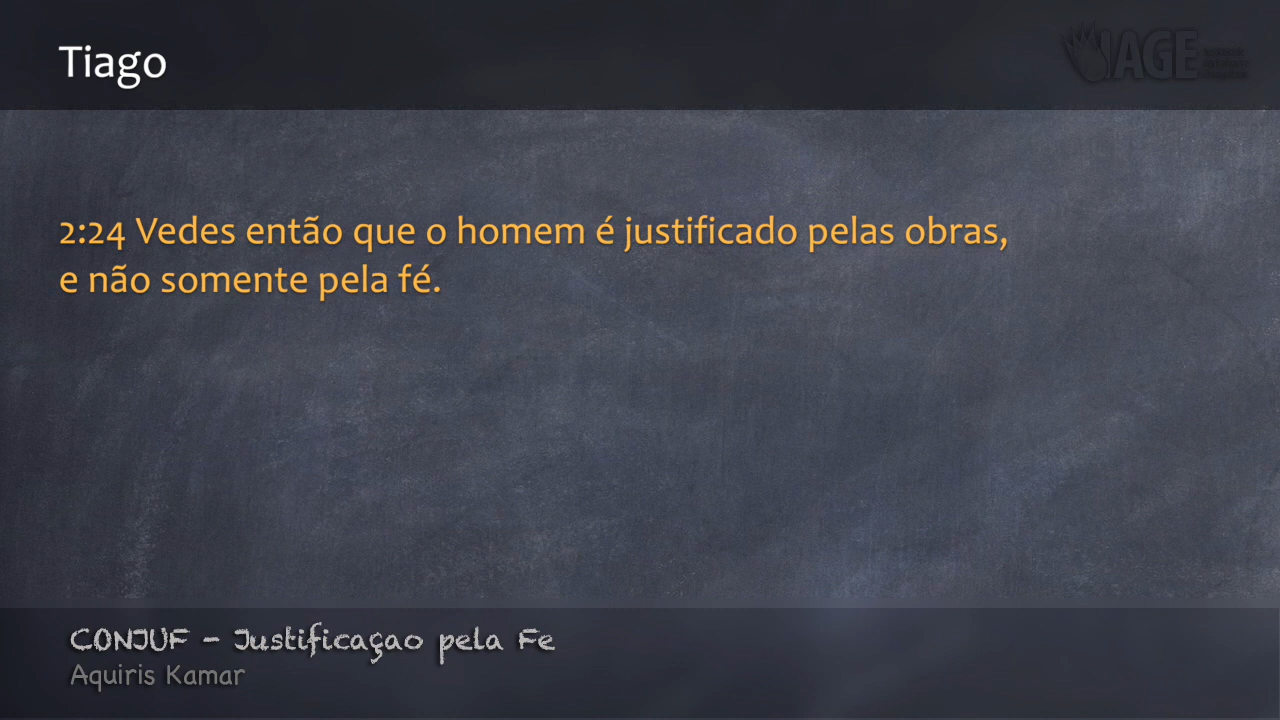 Tiago
IAGE
2:24 Vedes então que o homem é justificado pelas obras,
e não somente pela fé.
CONJUF - Justificaçao pela Fe
Aquiris Kamar